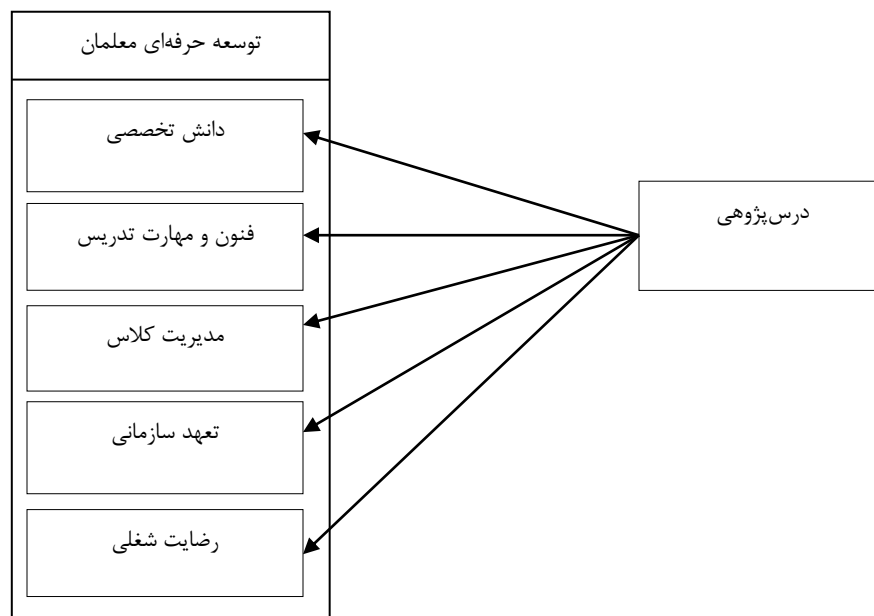 توسعه حرفه‌ای معلمان
دانش تخصصی
فنون و مهارت تدریس
مدیریت کلاس
تعهد سازمانی
رضایت شغلی
درس‌پژوهی